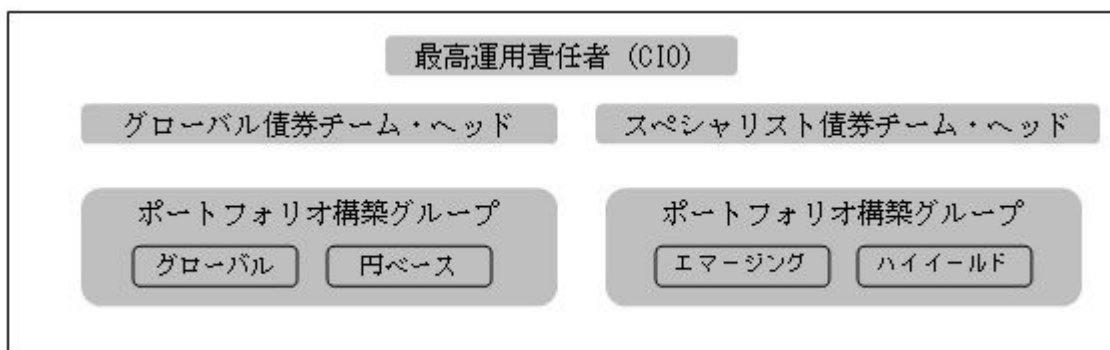 最高運用責任者 (CIO)
グローバル債券チーム・ヘッド
スペシャリスト債券チーム・ヘッド
ポートフォリオ構築グループ
グローバル
円ベース
ポートフォリオ構築グループ
エマージング
ハイイールド